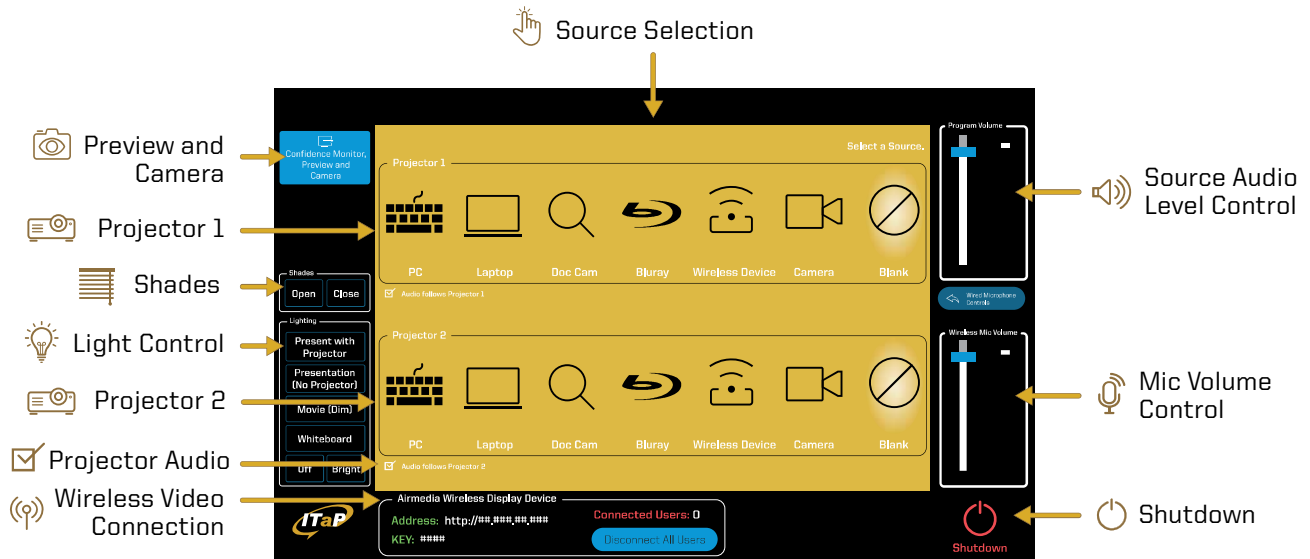 Source Selection
Preview and
Camera
Projector 1
Shades
Light Control
Projector 2
Projector Audio
Wireless Video
Connection
Confidence Monitor,
Preview and
Camera
Shades
Open Close
Lighting
Present with
Projector
Presentation
(No Projector)
Movie (Dim)
Whiteboard
Off Bright
ITaP
Select a Source.
Projector 1
PC Laptop Doc Cam Bluray Wireless Device Camera Blank
Audio follows Projector 1
Projector 2
PC Laptop Doc Cam Bluray Wireless Device Camera Blank
Audio follows Projector 2
Airmedia Wireless Display Device
Address: http://##.###.##.###
Connected Users: 0
KEY: ####
Disconnect All Users
Program Volume
Wired Microphone
Controls
Wireless Mic Volume
Shutdown
Source Audio
Level Control
Mic Volume
Control
Shutdown